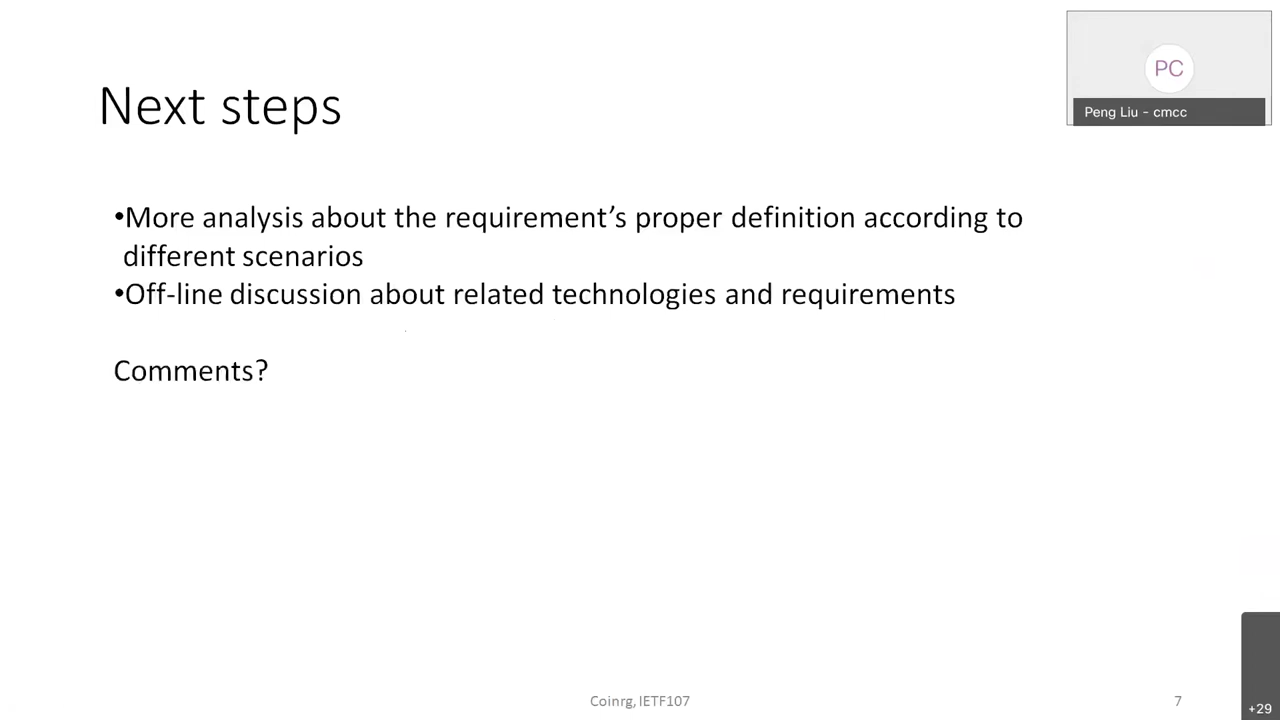 PC
Peng Liu - cmcc
Next steps
•More analysis about the requirement’s proper definition according to
different scenarios
•Off-line discussion about related technologies and requirements
Comments?
Coinrg, IETF107
7
+29